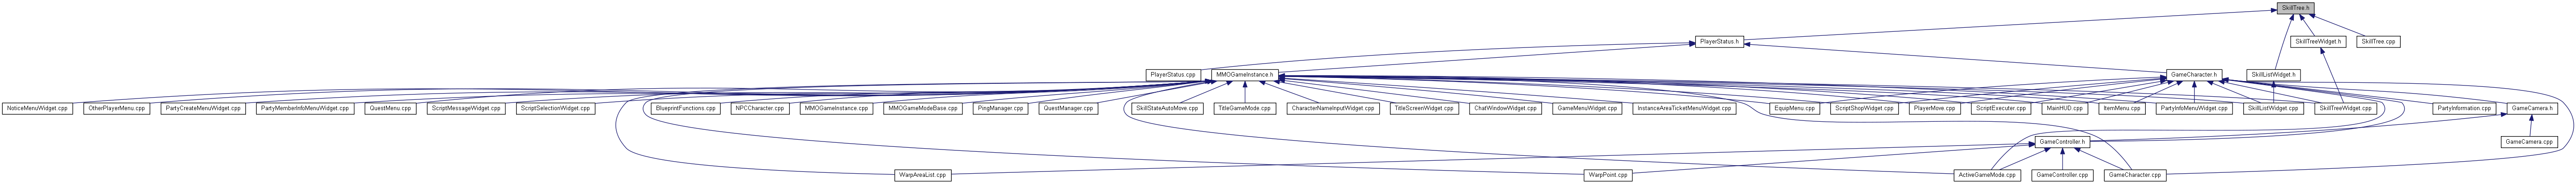 SkillTree.h
PlayerStatus.h
SkillTreeWidget.h
SkillTree.cpp
PlayerStatus.cpp
MMOGameInstance.h
GameCharacter.h
SkillListWidget.h
NoticeMenuWidget.cpp
OtherPlayerMenu.cpp
PartyCreateMenuWidget.cpp
PartyMemberInfoMenuWidget.cpp
QuestMenu.cpp
ScriptMessageWidget.cpp
ScriptSelectionWidget.cpp
BlueprintFunctions.cpp
NPCCharacter.cpp
MMOGameInstance.cpp
MMOGameModeBase.cpp
PingManager.cpp
QuestManager.cpp
SkillStateAutoMove.cpp
TitleGameMode.cpp
CharacterNameInputWidget.cpp
TitleScreenWidget.cpp
ChatWindowWidget.cpp
GameMenuWidget.cpp
InstanceAreaTicketMenuWidget.cpp
EquipMenu.cpp
ScriptShopWidget.cpp
PlayerMove.cpp
ScriptExecuter.cpp
MainHUD.cpp
ItemMenu.cpp
PartyInfoMenuWidget.cpp
SkillListWidget.cpp
SkillTreeWidget.cpp
PartyInformation.cpp
GameCamera.h
GameController.h
GameCamera.cpp
WarpAreaList.cpp
WarpPoint.cpp
ActiveGameMode.cpp
GameController.cpp
GameCharacter.cpp